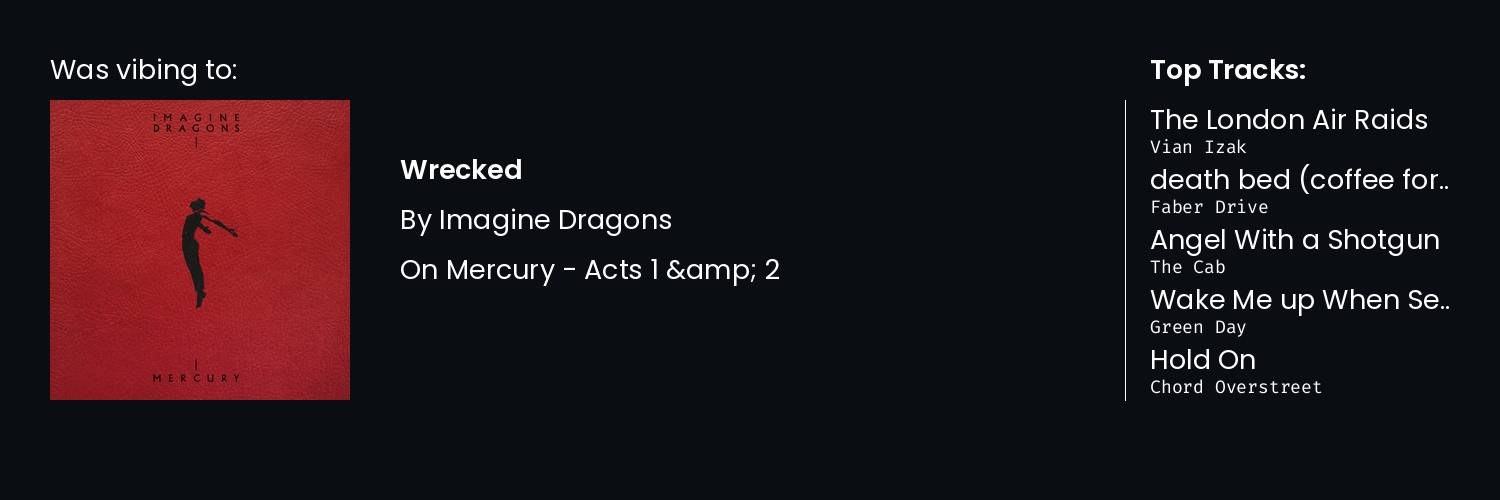 Was vibing to:
IMAGINE
DRAGONS
MERCURY
Wrecked
By Imagine Dragons
On Mercury - Acts 1 &amp; 2
Top Tracks:
The London Air Raids
Vian Izak
death bed (coffee for..
Faber Drive
Angel With a Shotgun
The Cab
Wake Me up When Se..
Green Day
Hold On
Chord Overstreet